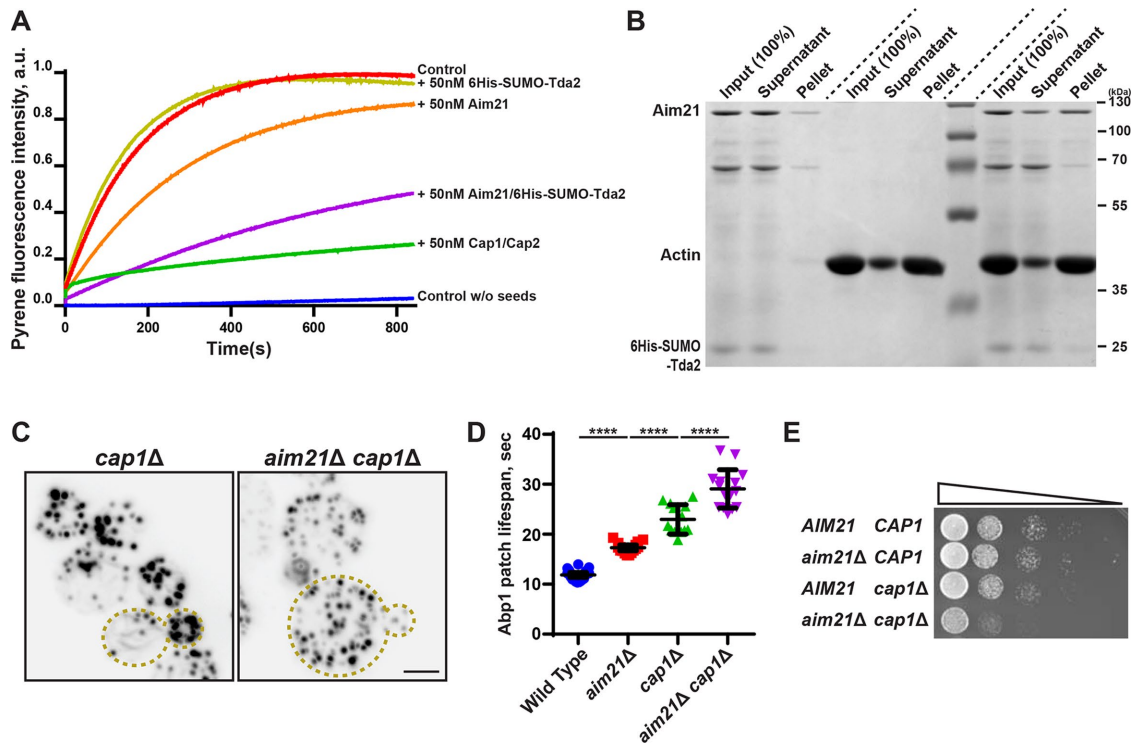 A
Pyrene fluorescence intensity, a.u.
1.0
0.8
0.6
0.4
0.2
0.0
0
200
400
600
800
Time(s)
Control
+ 50nM 6His-SUMO-Tda2
+ 50nM Aim21
+ 50nM Aim21/6His-SUMO-Tda2
+ 50nM Cap1/Cap2
Control w/o seeds
B
Input (100%)
Supernatant
Pellet
Input (100%)
Supernatant
Pellet
Input (100%)
Supernatant
Pellet
(kDa)
Aim21
Actin
6His-SUMO
-Tda2
130
100
70
55
35
25
C
cap1Δ
aim21Δ cap1Δ
D
Abp1 patch lifespan, sec
40
30
20
10
0
**** **** ****
Wild Type
aim21Δ
cap1Δ
aim21Δ cap1Δ
E
AIM21 CAP1
aim21Δ CAP1
AIM21 cap1Δ
aim21Δ cap1Δ